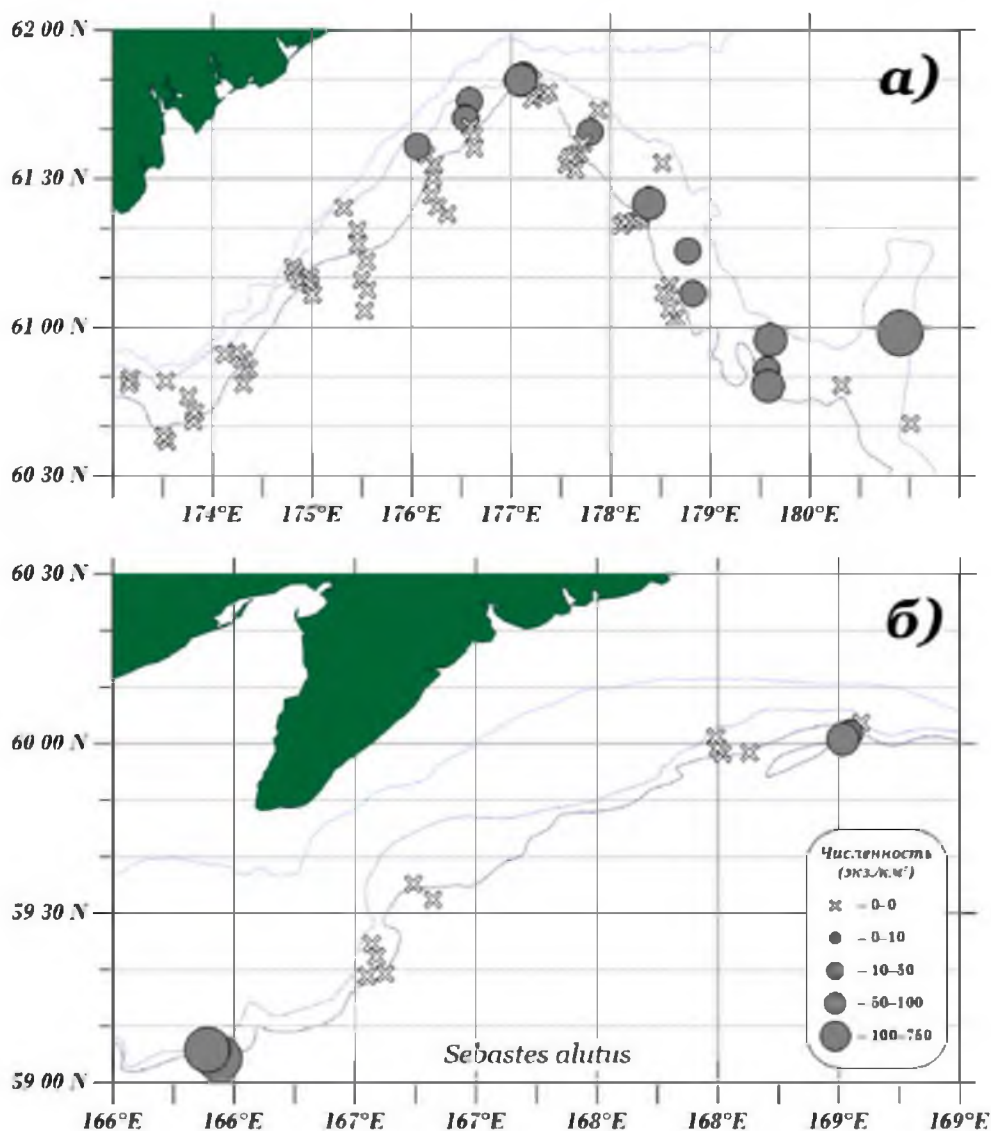 62 00 N
а)
61 30 N
61 00 N
60 30 N
174°E 175°E 176°E 177°E 178°E 179°E 180°E
60 30 N
б)
60 00 N
Численность
(экз./км²)
– 0–0
59 30 N
– 0–10
– 10–50
– 50–100
– 100–750
Sebastes alutus
59 00 N
166°E 166°E 167°E 167°E 168°E 168°E 169°E 169°E